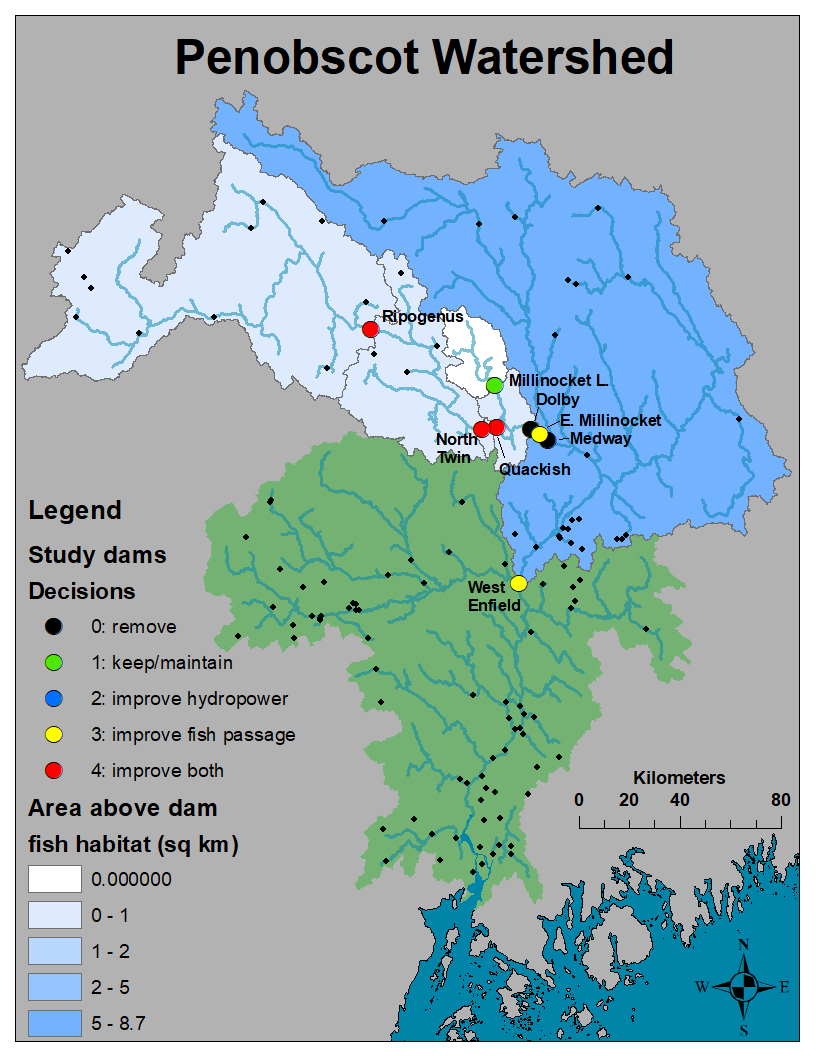 Penobscot Watershed
Ripogenus
Millinocket L.
Dolby
E. Millinocket
Medway
North
Twin
Quackish
West
Enfield
Legend
Study dams
Decisions
0: remove
1: keep/maintain
2: improve hydropower
3: improve fish passage
4: improve both
Area above dam
fish habitat (sq km)
0.000000
0 - 1
1 - 2
2 - 5
5 - 8.7
Kilometers
0 20 40 80
N
W E
S